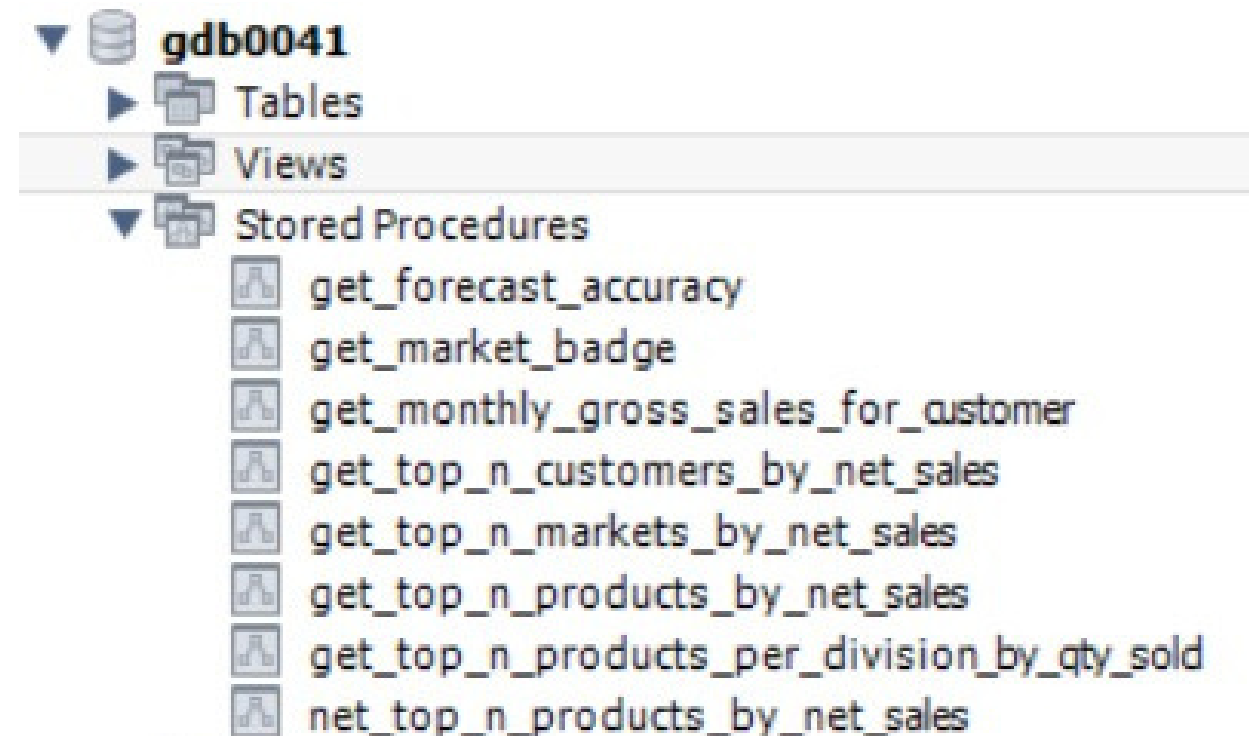 gdb0041
Tables
Views
Stored Procedures
get_forecast_accuracy
get_market_badge
get_monthly_gross_sales_for_customer
get_top_n_customers_by_net_sales
get_top_n_markets_by_net_sales
get_top_n_products_by_net_sales
get_top_n_products_per_division_by_qty_sold
net_top_n_products_by_net_sales